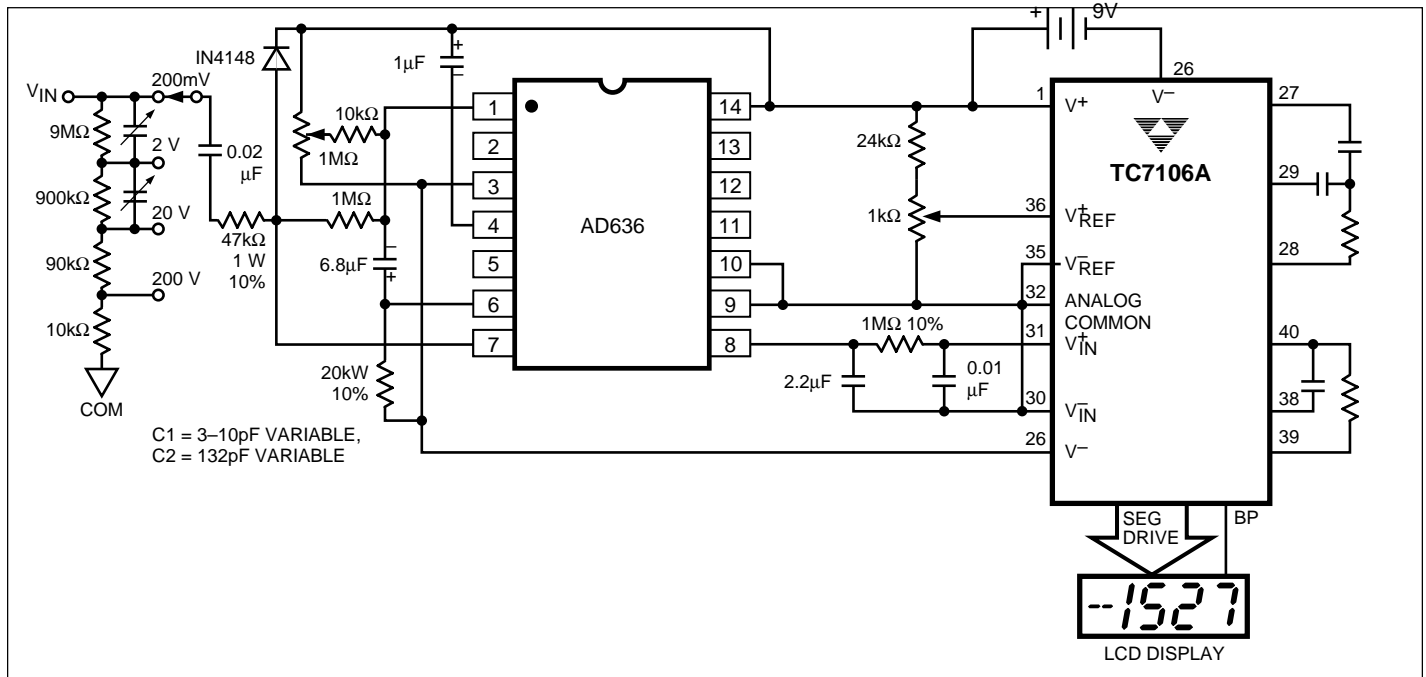 9V
+
IN4148
1μF
+
−
26
V−
VIN
200mV
9MΩ
2 V
900kΩ
20 V
90kΩ
200 V
10kΩ
COM
0.02
μF
47kΩ
1 W
10%
10kΩ
1MΩ
1MΩ
−
6.8μF
+
20kW
10%
C1 = 3–10pF VARIABLE,
C2 = 132pF VARIABLE
1
2
3
4
5
6
7
AD636
14
13
12
11
10
9
8
24kΩ
1kΩ
1MΩ 10%
2.2μF
0.01
μF
1
V+
TC7106A
36
V+REF
35
V−REF
32
ANALOG
COMMON
31
V+IN
30
V−IN
26
V−
27
29
28
40
38
39
SEG
DRIVE
BP
--1527
LCD DISPLAY